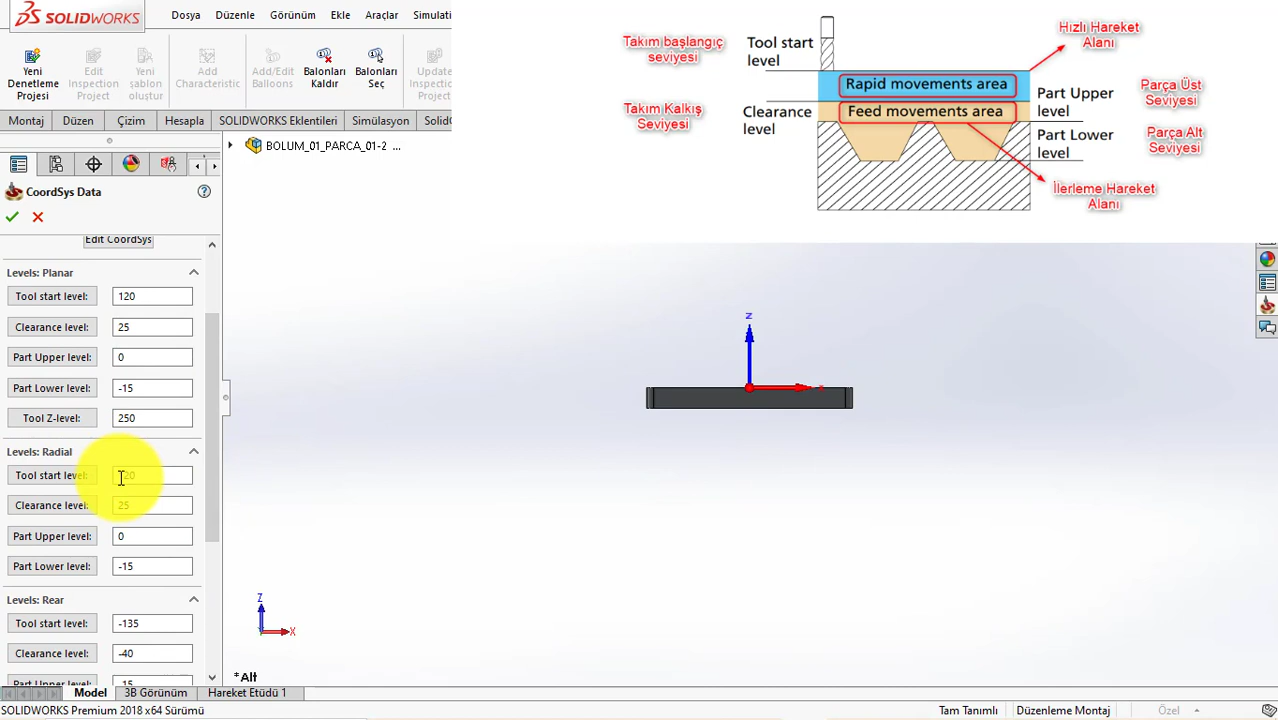 SOLIDWORKS
Dosya Düzenle Görünüm Ekle Araçlar Simulati
Yeni
Denetleme
Projesi
Edit
Inspection
Project
Yeni
şablon
oluştur
Add
Characteristic
Add/Edit
Balloons
Balonları
Kaldır
Balonları
Seç
Update
Inspection
Project
Montaj Düzen Çizim Hesapla SOLIDWORKS Eklentileri Simülasyon Solid
Takım başlangıç
seviyesi
Tool start
level
Hızlı Hareket
Alanı
Rapid movements area
Feed movements area
Takım Kalkış
Seviyesi
Clearance
level
Part Upper
level
Parça Üst
Seviyesi
Part Lower
level
Parça Alt
Seviyesi
İlerleme Hareket
Alanı
BOLUM_01_PARCA_01-2 ...
CoordSys Data
Edit CoordSys
Levels: Planar
Tool start level: 120
Clearance level: 25
Part Upper level: 0
Part Lower level: -15
Tool Z-level: 250
Levels: Radial
Tool start level: 120
Clearance level: 25
Part Upper level: 0
Part Lower level: -15
Levels: Rear
Tool start level: -135
Clearance level: -40
Part Upper level: -15
z
x
Z
X
*Alt
Model 3B Görünüm Hareket Etüdü 1
SOLIDWORKS Premium 2018 x64 Sürümü Tam Tanımlı Düzenleme Montaj Özel